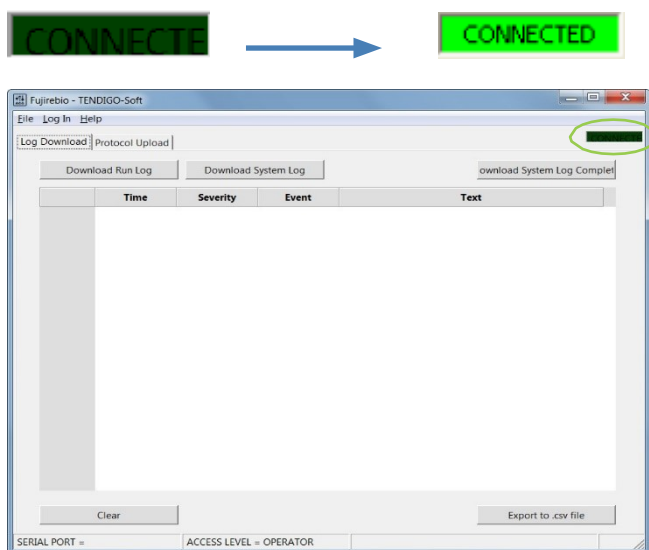 CONNECTE CONNECTED
Fujirebio - TENDIGO-Soft
File Log In Help
Log Download Protocol Upload CONNECTE
Download Run Log Download System Log ownload System Log Complet
Time Severity Event Text
Clear Export to .csv file
SERIAL PORT = ACCESS LEVEL = OPERATOR